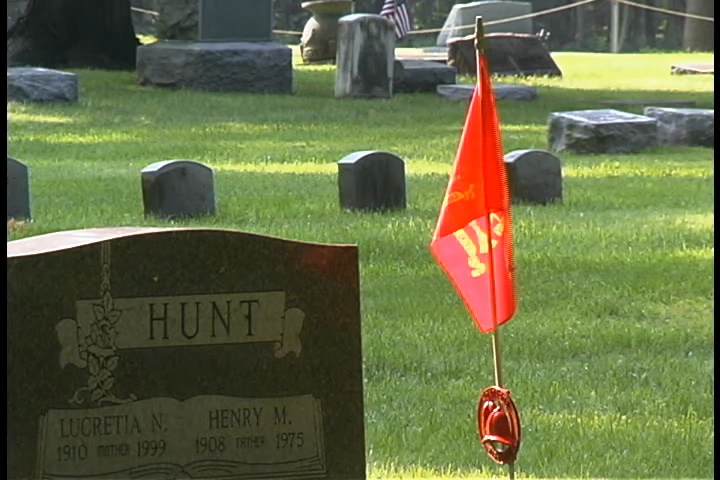 HUNT
LUCRETIA N. HENRY M.
1910 MOTHER 1999 1908 FATHER 1975